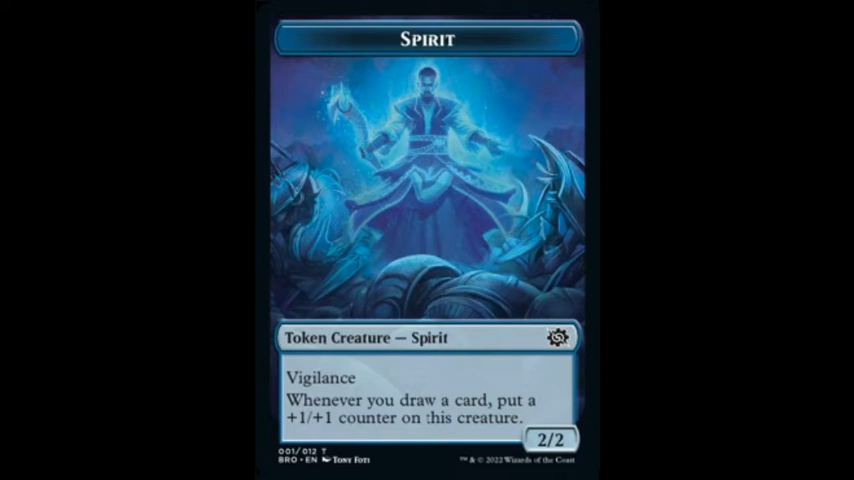 SPIRIT
Token Creature — Spirit
Vigilance
Whenever you draw a card, put a
+1/+1 counter on this creature.
2/2
001/012 T
BRO • EN TONY FOTI
™ & © 2022 Wizards of the Coast